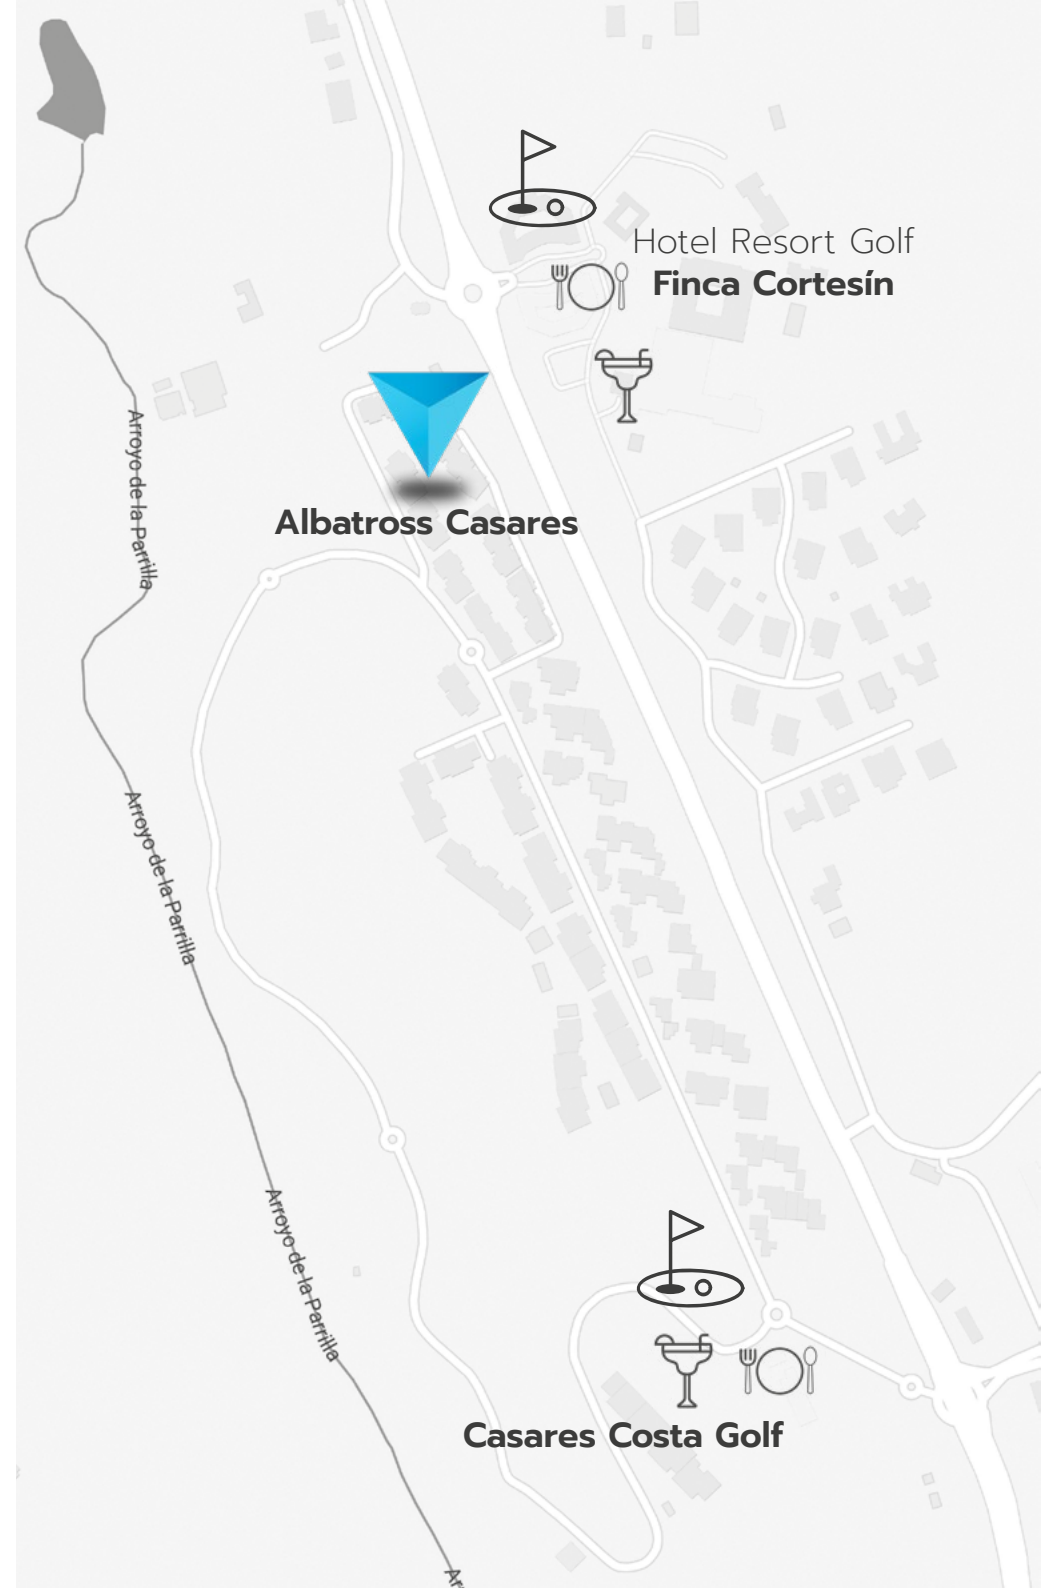 Hotel Resort Golf
Finca Cortesín
Arroyo de la Parrilla
Albatross Casares
Arroyo de la Parrilla
Arroyo de la Parrilla
Casares Costa Golf
Ar